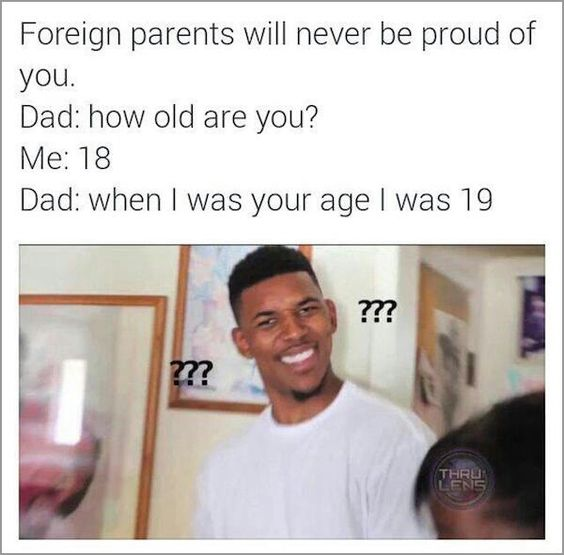 Foreign parents will never be proud of
you.
Dad: how old are you?
Me: 18
Dad: when I was your age I was 19
???
???
THRU
LENS